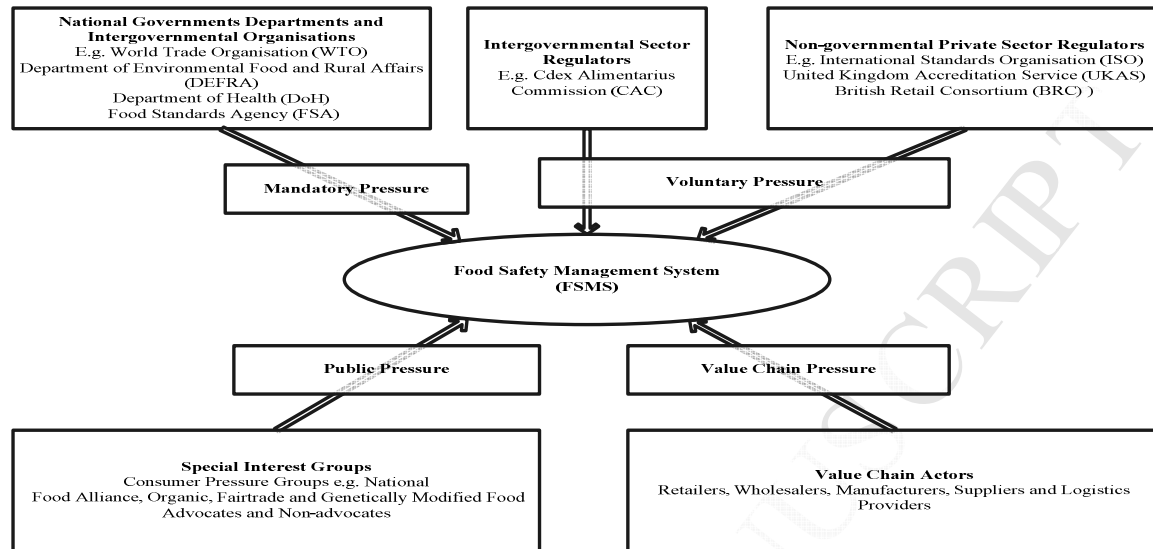 National Governments Departments and
Intergovernmental Organisations
E.g. World Trade Organisation (WTO)
Department of Environmental Food and Rural Affairs
(DEFRA)
Department of Health (DoH)
Food Standards Agency (FSA)
Intergovernmental Sector
Regulators
E.g. Cdex Alimentarius
Commission (CAC)
Non-governmental Private Sector Regulators
E.g. International Standards Organisation (ISO)
United Kingdom Accreditation Service (UKAS)
British Retail Consortium (BRC) )
Mandatory Pressure
Voluntary Pressure
Food Safety Management System
(FSMS)
Public Pressure
Value Chain Pressure
Special Interest Groups
Consumer Pressure Groups e.g. National
Food Alliance, Organic, Fairtrade and Genetically Modified Food
Advocates and Non-advocates
Value Chain Actors
Retailers, Wholesalers, Manufacturers, Suppliers and Logistics
Providers
USCRIPT